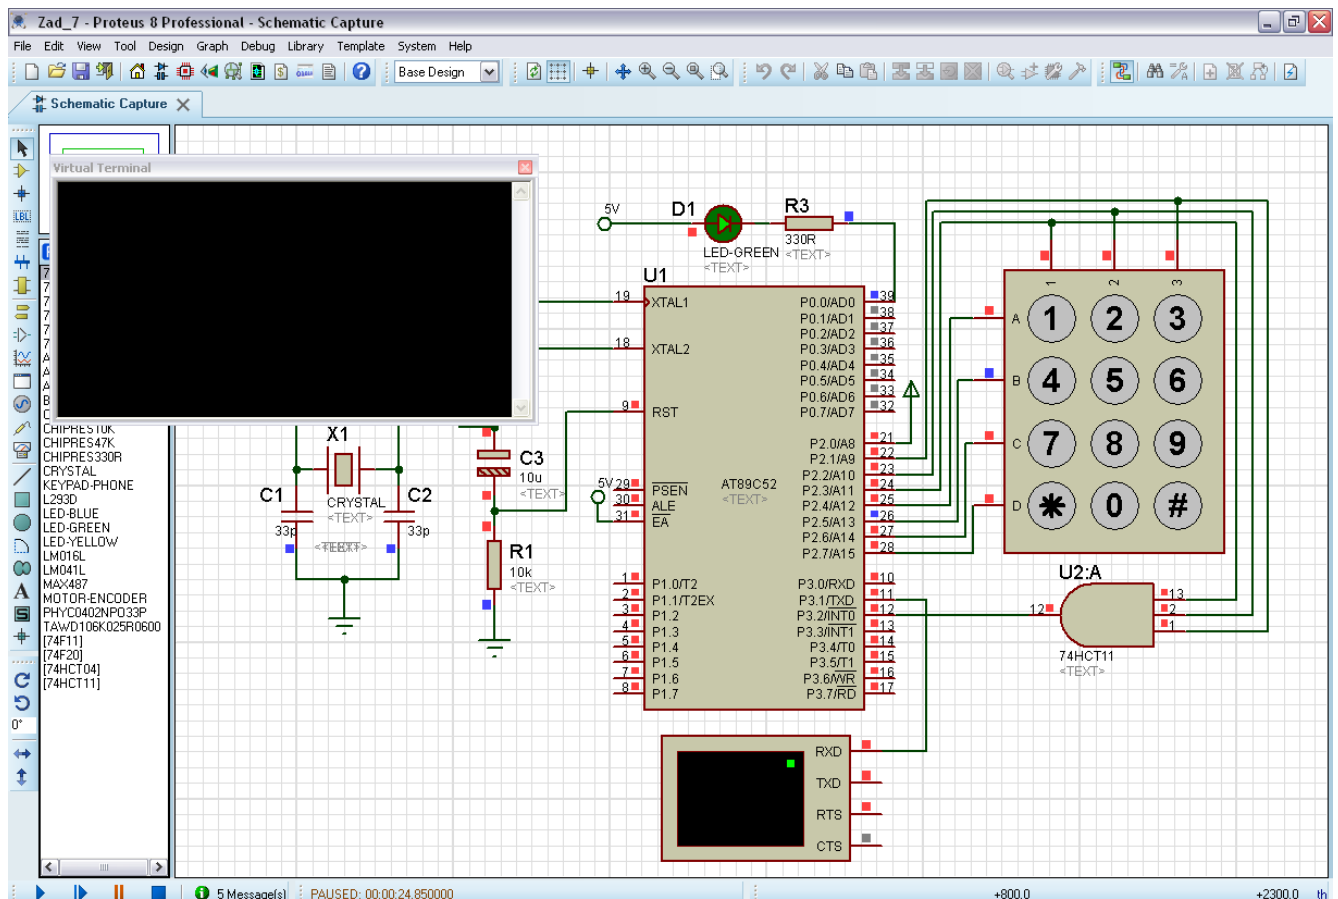 Zad_7 - Proteus 8 Professional - Schematic Capture
File Edit View Tool Design Graph Debug Library Template System Help
Base Design
Schematic Capture
Virtual Terminal
LBL
CHIPRES10K
CHIPRES47K
CHIPRES330R
CRYSTAL
KEYPAD-PHONE
L293D
LED-BLUE
LED-GREEN
LED-YELLOW
LM016L
LM041L
MAX487
MOTOR-ENCODER
PHYC0402NPO33P
TAWD106K025R0600
[74F11]
[74F20]
[74HCT04]
[74HCT11]
0°
5V
D1
LED-GREEN
<TEXT>
R3
330R
<TEXT>
U1
19 XTAL1
18 XTAL2
9 RST
29 PSEN
30 ALE
31 EA
1 P1.0/T2
2 P1.1/T2EX
3 P1.2
4 P1.3
5 P1.4
6 P1.5
7 P1.6
8 P1.7
AT89C52
<TEXT>
P0.0/AD0 39
P0.1/AD1 38
P0.2/AD2 37
P0.3/AD3 36
P0.4/AD4 35
P0.5/AD5 34
P0.6/AD6 33
P0.7/AD7 32
P2.0/A8 21
P2.1/A9 22
P2.2/A10 23
P2.3/A11 24
P2.4/A12 25
P2.5/A13 26
P2.6/A14 27
P2.7/A15 28
P3.0/RXD 10
P3.1/TXD 11
P3.2/INT0 12
P3.3/INT1 13
P3.4/T0 14
P3.5/T1 15
P3.6/WR 16
P3.7/RD 17
X1
CRYSTAL
<TEXT>
C1
33p
<TEXT>
C2
33p
C3
10u
<TEXT>
5V
R1
10k
<TEXT>
1 2 3
A 1 2 3
B 4 5 6
C 7 8 9
D * 0 #
U2:A
12
13
2
1
74HCT11
<TEXT>
RXD
TXD
RTS
CTS
5 Message(s)
PAUSED: 00:00:24.850000
+800.0
+2300.0
th